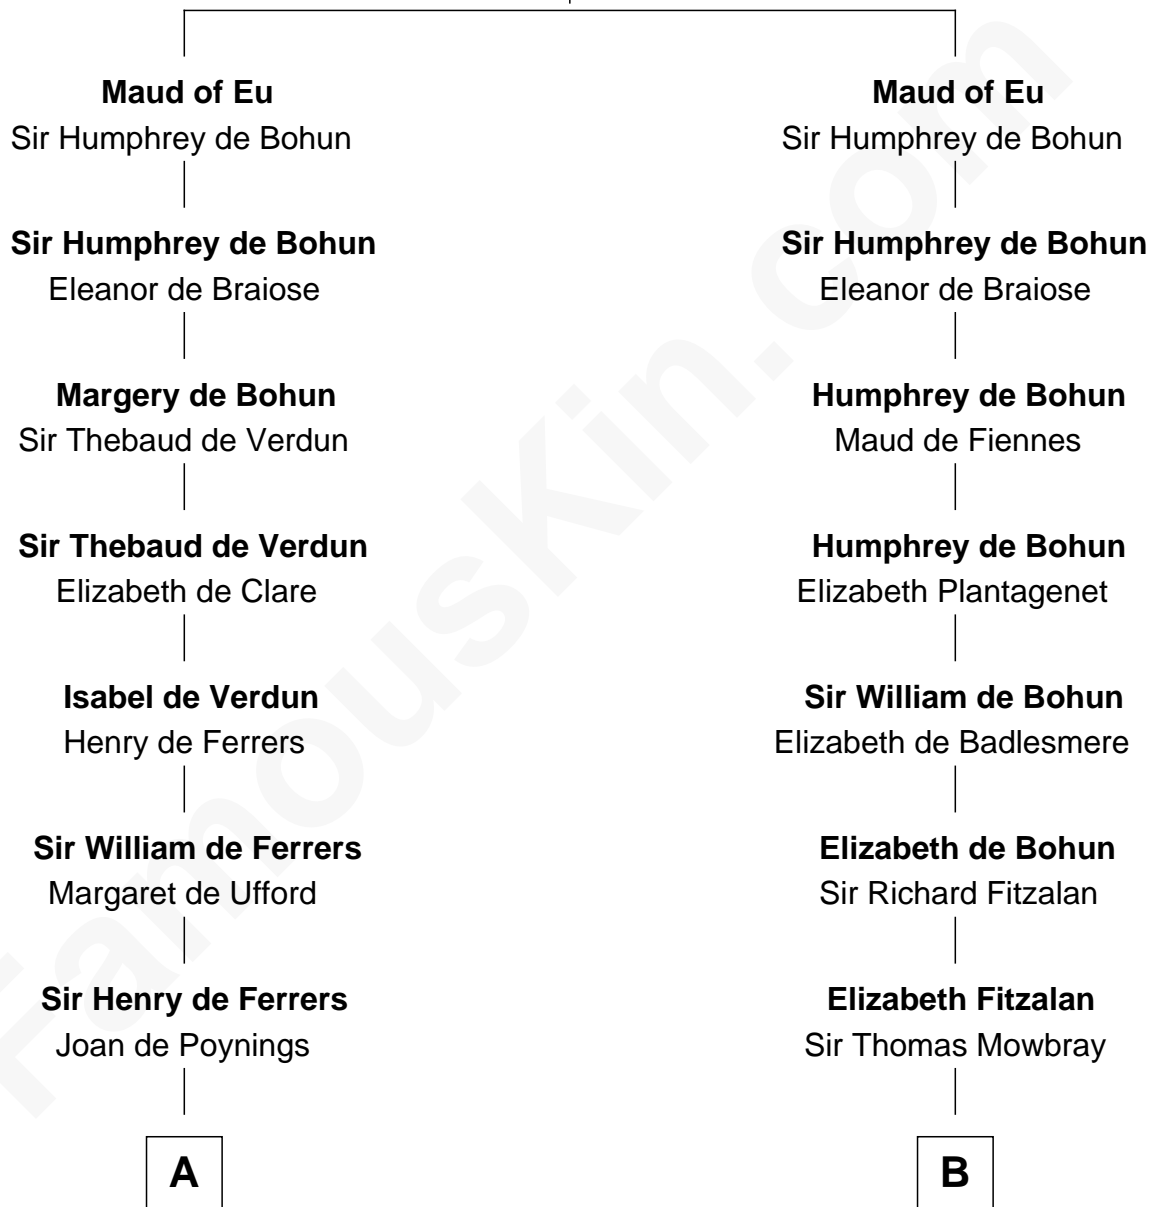 Maud of Eu
Sir Humphrey de Bohun
Sir Humphrey de Bohun
Eleanor de Braiose
Margery de Bohun
Sir Thebaud de Verdun
Sir Thebaud de Verdun
Elizabeth de Clare
Isabel de Verdun
Henry de Ferrers
Sir William de Ferrers
Margaret de Ufford
Sir Henry de Ferrers
Joan de Poynings
A
Maud of Eu
Sir Humphrey de Bohun
Sir Humphrey de Bohun
Eleanor de Braiose
Humphrey de Bohun
Maud de Fiennes
Humphrey de Bohun
Elizabeth Plantagenet
Sir William de Bohun
Elizabeth de Badlesmere
Elizabeth de Bohun
Sir Richard Fitzalan
Elizabeth Fitzalan
Sir Thomas Mowbray
B
FamousKin.com